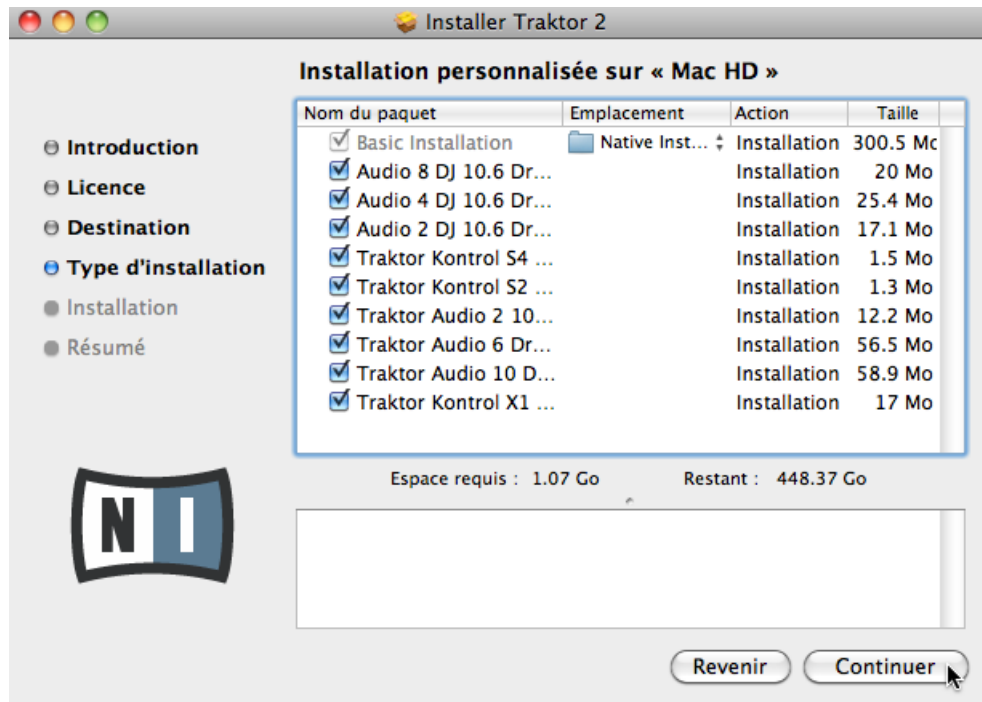 Installer Traktor 2
Installation personnalisée sur « Mac HD »
Introduction
Licence
Destination
Type d'installation
Installation
Résumé
Nom du paquet Emplacement Action Taille
Basic Installation Native Inst... Installation 300.5 Mo
Audio 8 DJ 10.6 Dr... Installation 20 Mo
Audio 4 DJ 10.6 Dr... Installation 25.4 Mo
Audio 2 DJ 10.6 Dr... Installation 17.1 Mo
Traktor Kontrol S4 ... Installation 1.5 Mo
Traktor Kontrol S2 ... Installation 1.3 Mo
Traktor Audio 2 10... Installation 12.2 Mo
Traktor Audio 6 Dr... Installation 56.5 Mo
Traktor Audio 10 D... Installation 58.9 Mo
Traktor Kontrol X1 ... Installation 17 Mo
Espace requis : 1.07 Go Restant : 448.37 Go
NI
Revenir Continuer